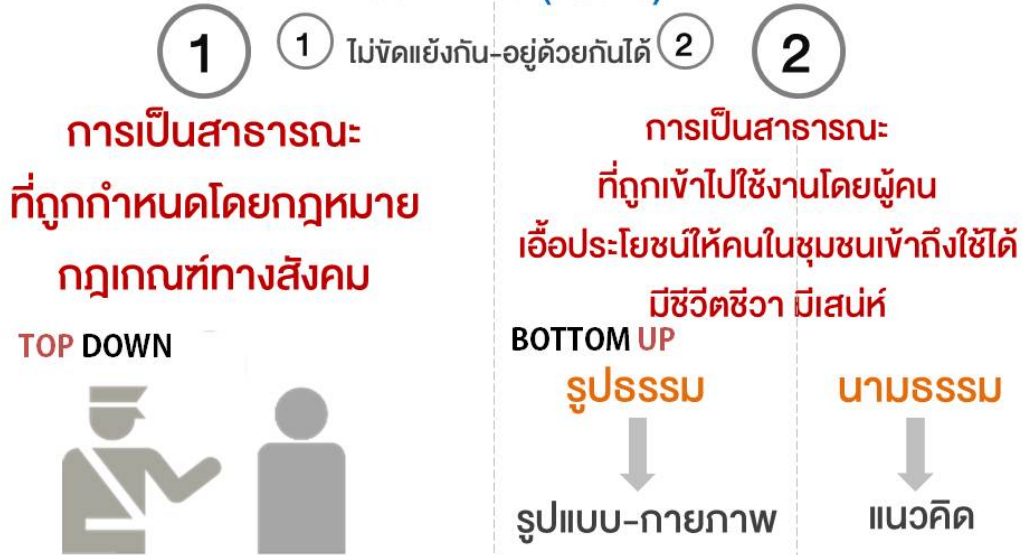 1
1 ไม่ขัดแย้งกัน-อยู่ด้วยกันได้ 2
2
การเป็นสาธารณะ
ที่ถูกกำหนดโดยกฎหมาย
กฎเกณฑ์ทางสังคม
TOP DOWN
การเป็นสาธารณะ
ที่ถูกเข้าไปใช้งานโดยผู้คน
เอื้อประโยชน์ให้คนในชุมชนเข้าถึงใช้ได้
มีชีวีตชีวา มีเสน่ห์
BOTTOM UP
รูปธรรม
นามธรรม
รูปแบบ-กายภาพ
แนวคิด